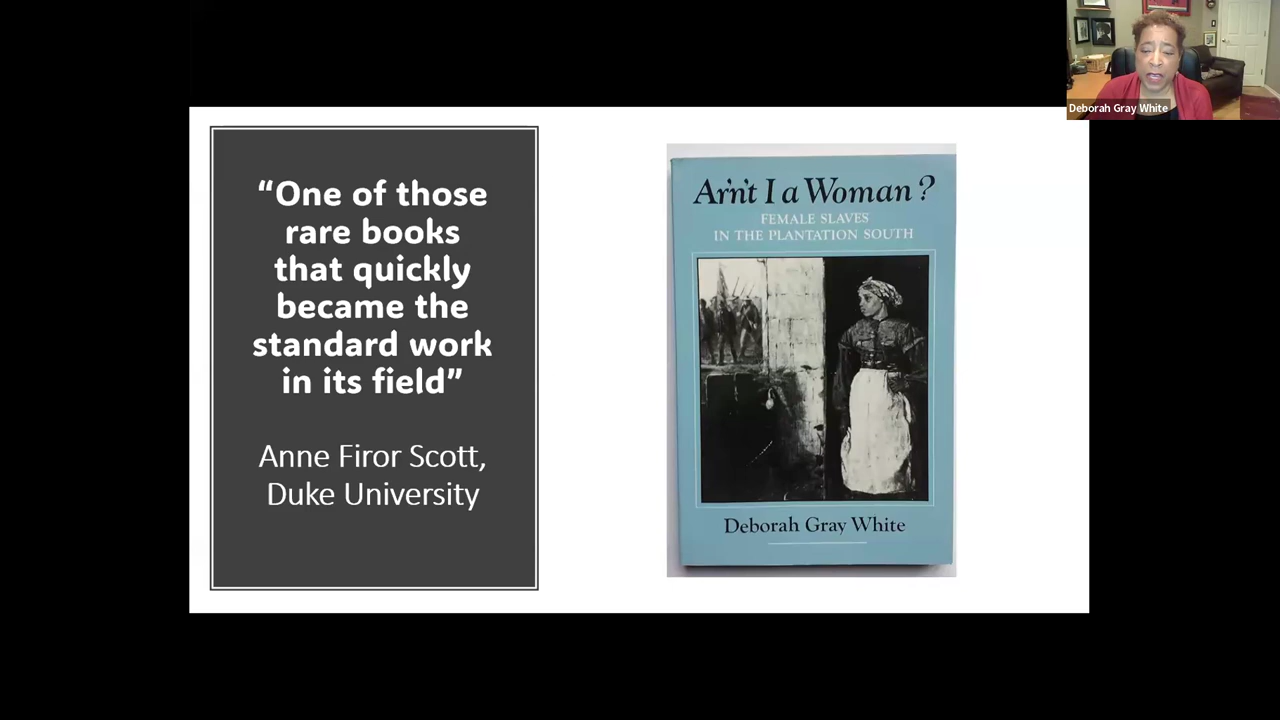 “One of those
rare books
that quickly
became the
standard work
in its field”
Anne Firor Scott,
Duke University
Ar'n't I a Woman?
FEMALE SLAVES
IN THE PLANTATION SOUTH
Deborah Gray White
Deborah Gray White